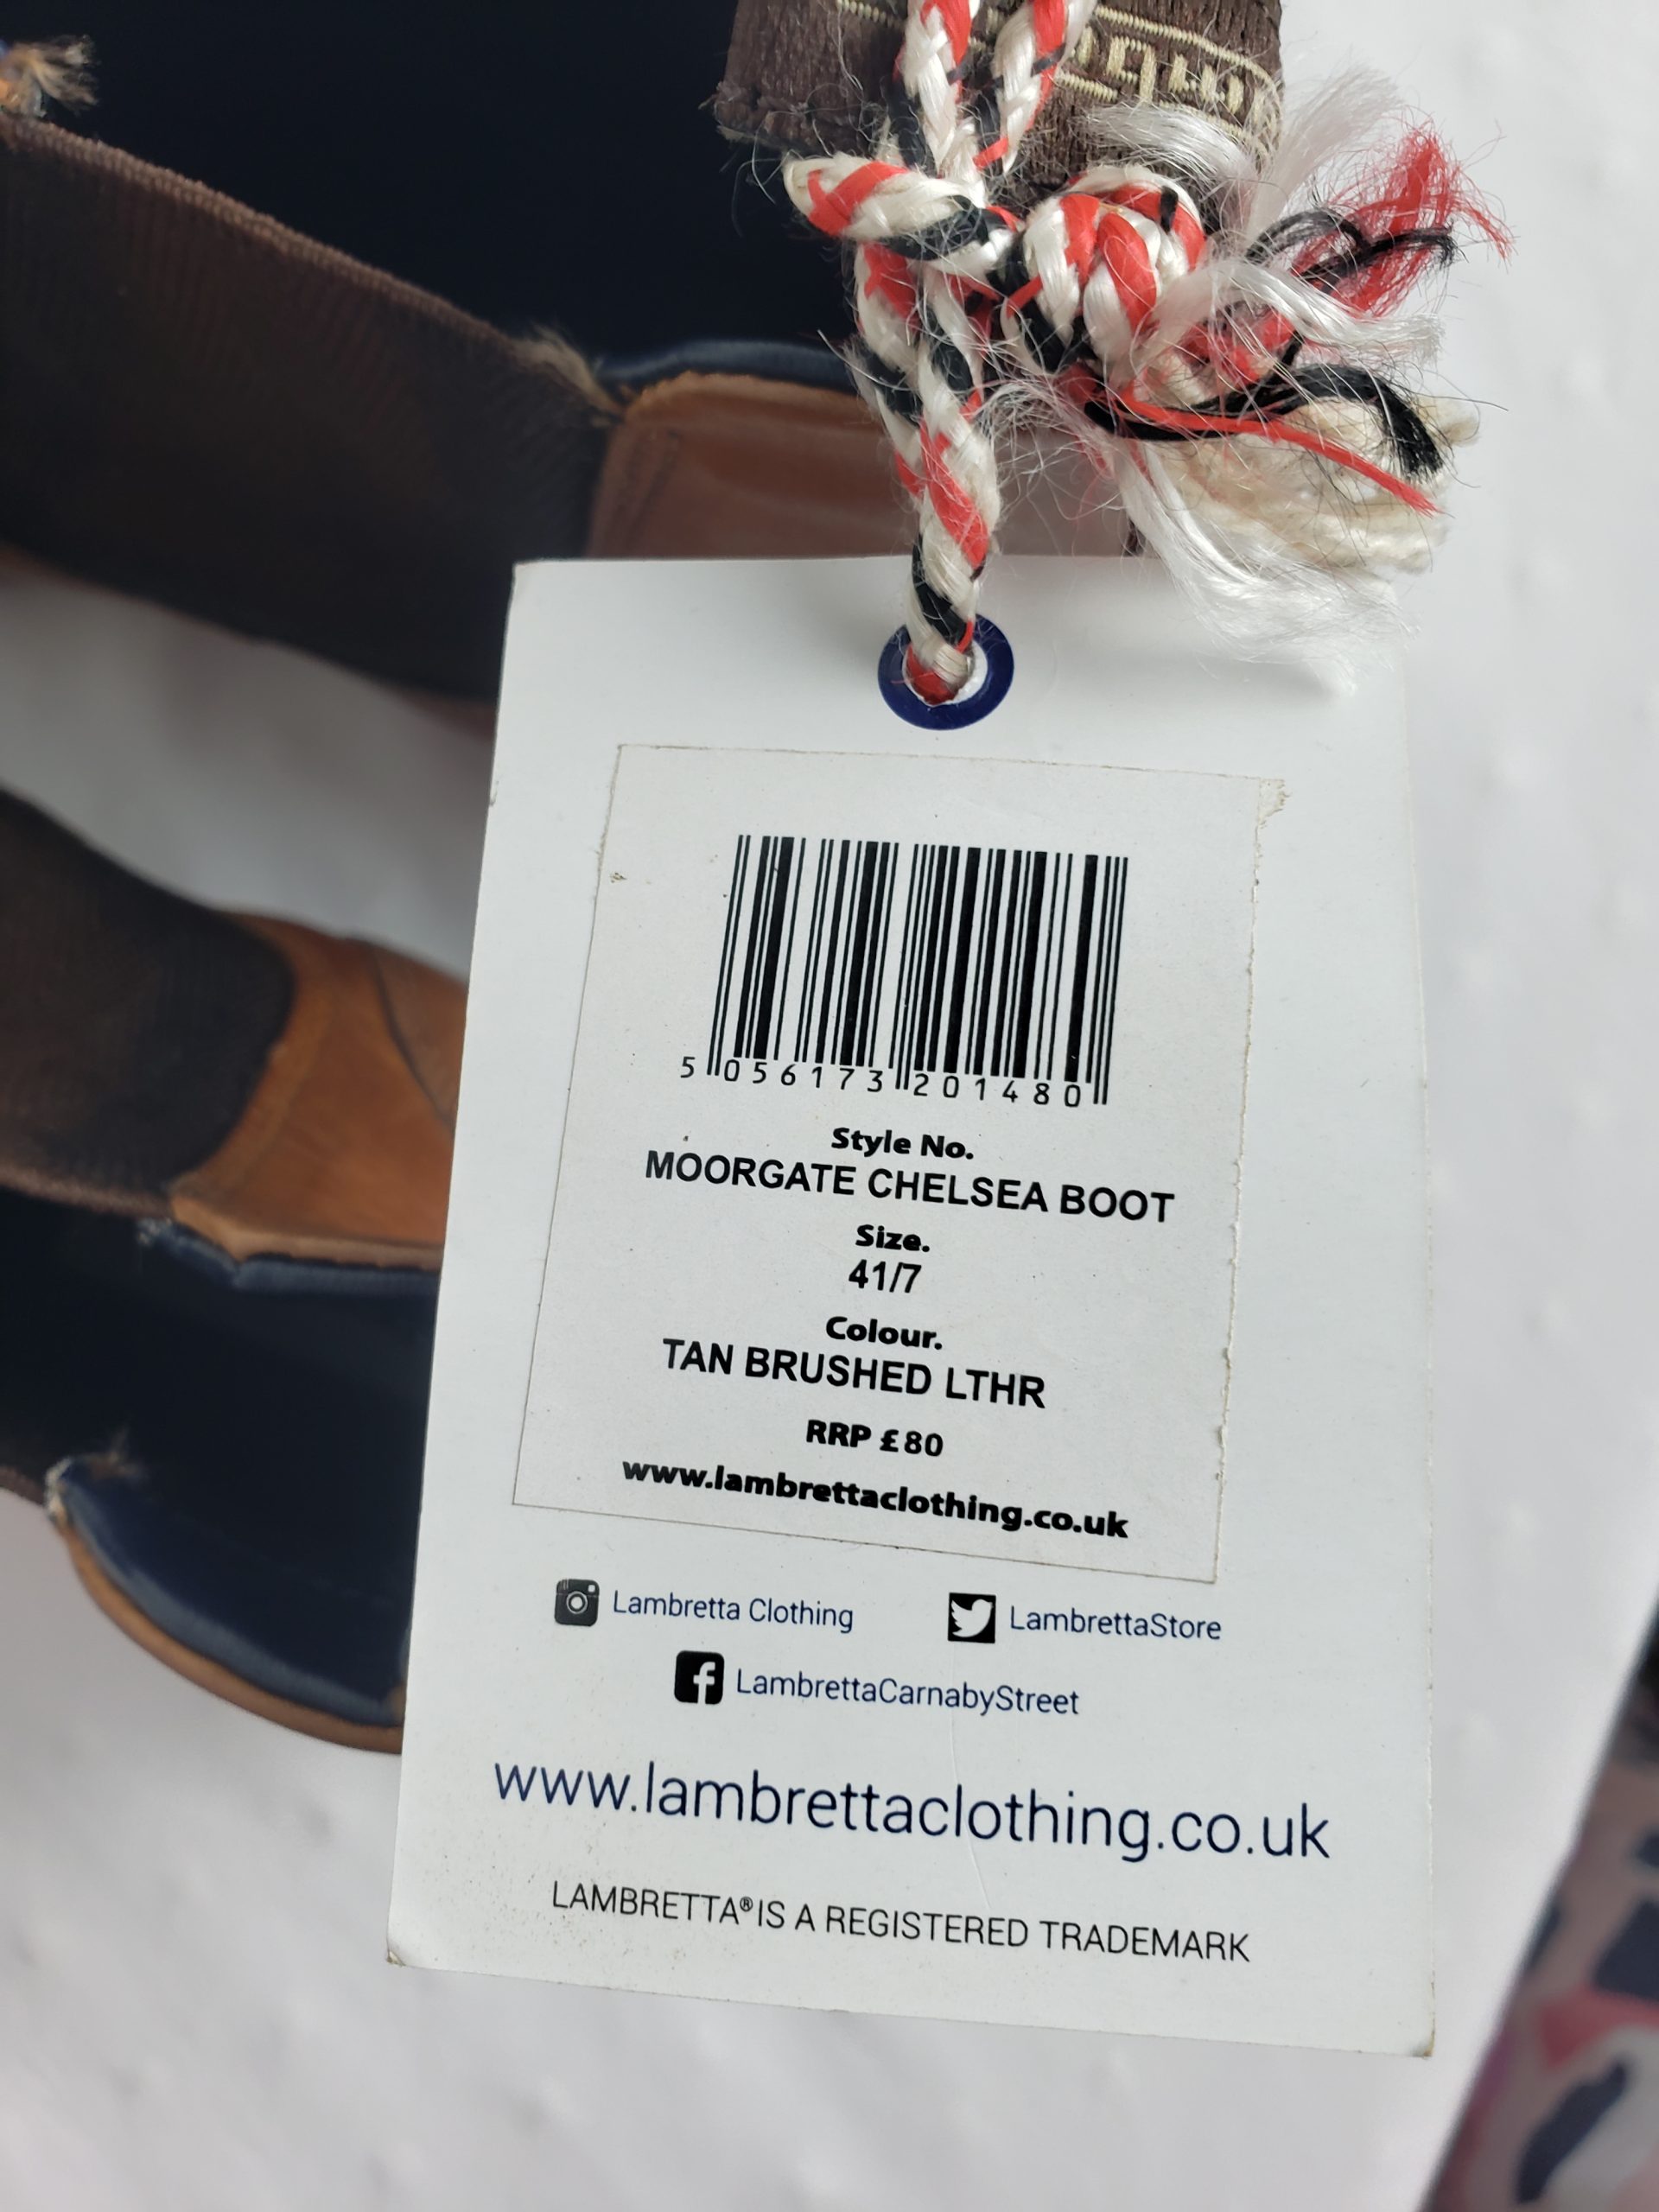 5 056173 201480
Style No.
MOORGATE CHELSEA BOOT
Size.
41/7
Colour.
TAN BRUSHED LTHR
RRP £80
www.lambrettaclothing.co.uk
Lambretta Clothing
LambrettaStore
LambrettaCarnabyStreet
www.lambrettaclothing.co.uk
LAMBRETTA® IS A REGISTERED TRADEMARK